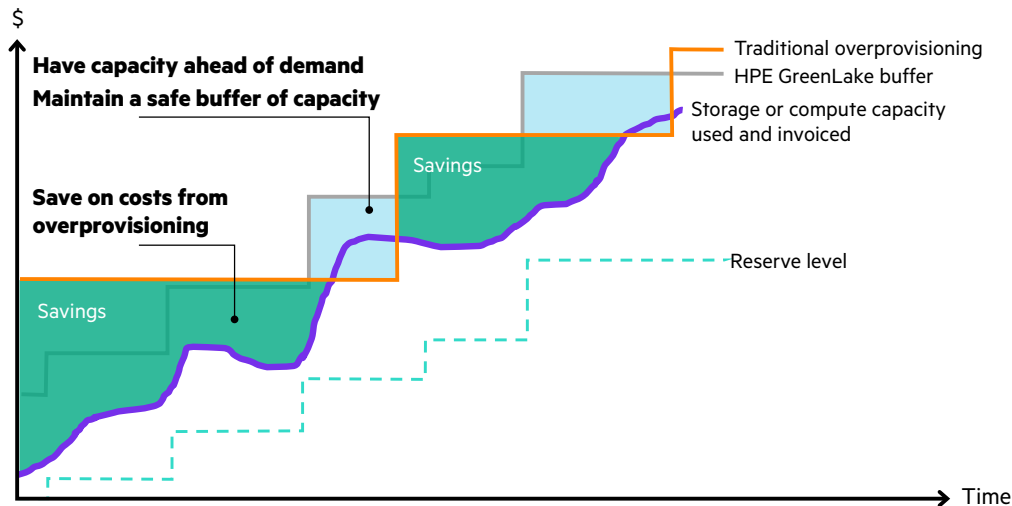 $
Have capacity ahead of demand
Maintain a safe buffer of capacity
Traditional overprovisioning
HPE GreenLake buffer
Storage or compute capacity
used and invoiced
Savings
Save on costs from
overprovisioning
Reserve level
Savings
Time